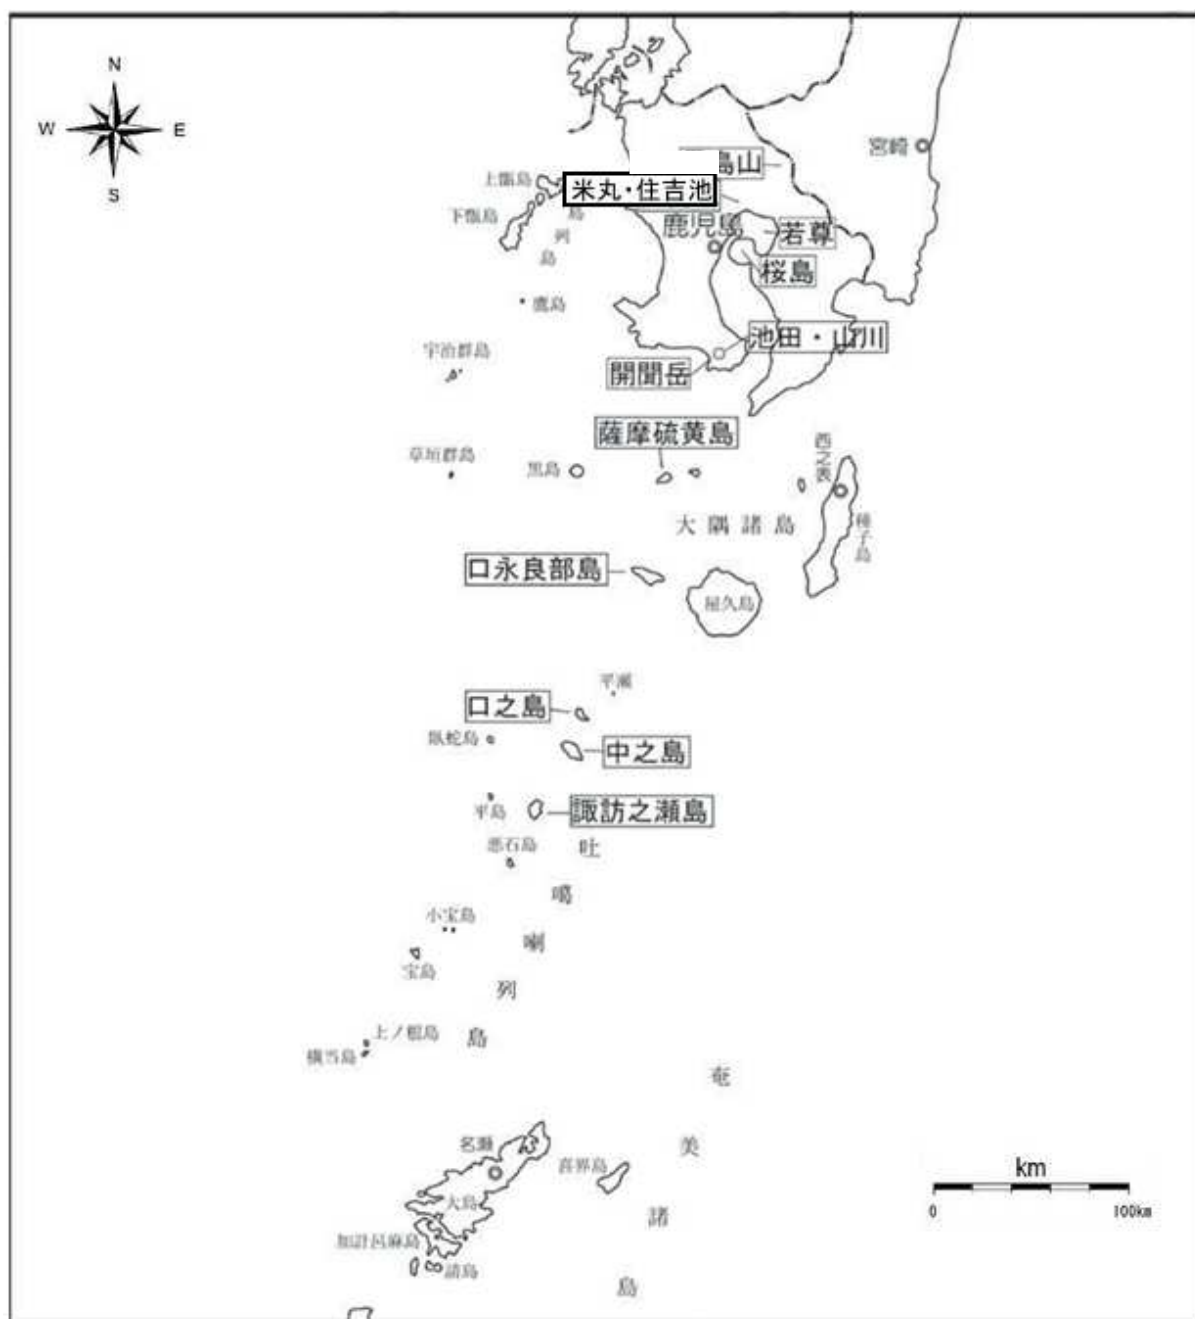 N
W
E
S
宮崎
島山
上甑島
米丸・住吉池
下甑島
島
列
島
鹿児島
若尊
桜島
鷹島
池田・山川
宇治群島
開聞岳
薩摩硫黄島
草垣群島
黒島
西之表
大隅諸島
種子島
口永良部島
屋久島
平瀬
口之島
臥蛇島
中之島
平島
諏訪之瀬島
悪石島
吐噶喇列島
小宝島
宝島
上ノ根島
横当島
奄美諸島
名瀬
喜界島
大島
加計呂麻島
請島
km
0
100km